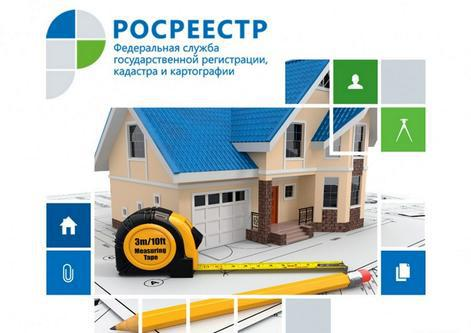 РОСРЕЕСТР
Федеральная служба
государственной регистрации,
кадастра и картографии
3m/10ft
Measuring
Tape